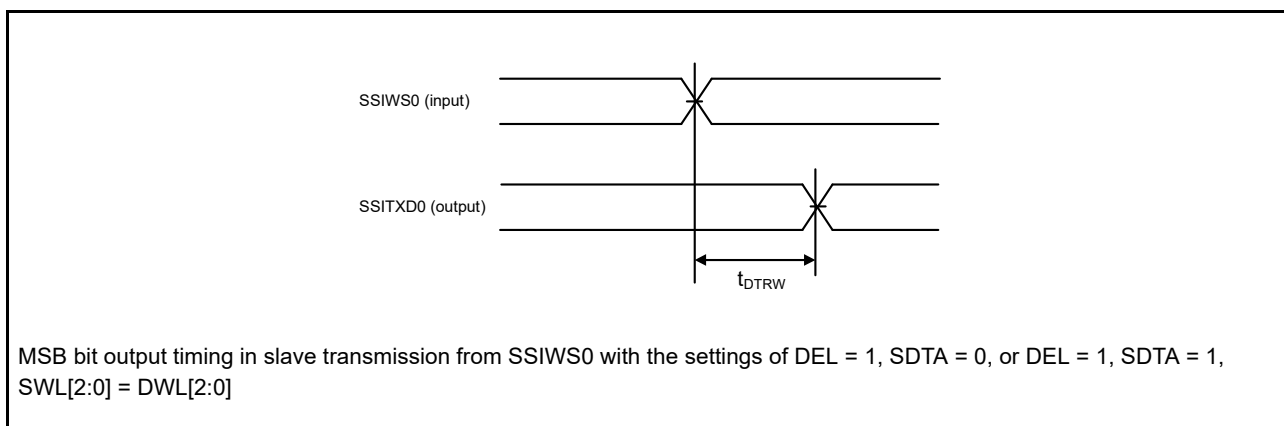 SSIWS0 (input)
SSITXD0 (output)
tDTRW
MSB bit output timing in slave transmission from SSIWS0 with the settings of DEL = 1, SDTA = 0, or DEL = 1, SDTA = 1,
SWL[2:0] = DWL[2:0]